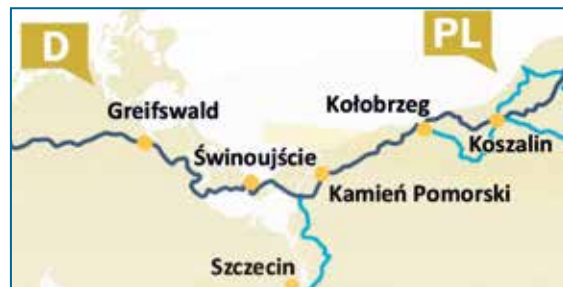 D
PL
Greifswald
Kołobrzeg
Koszalin
Świnoujście
Kamień Pomorski
Szczecin